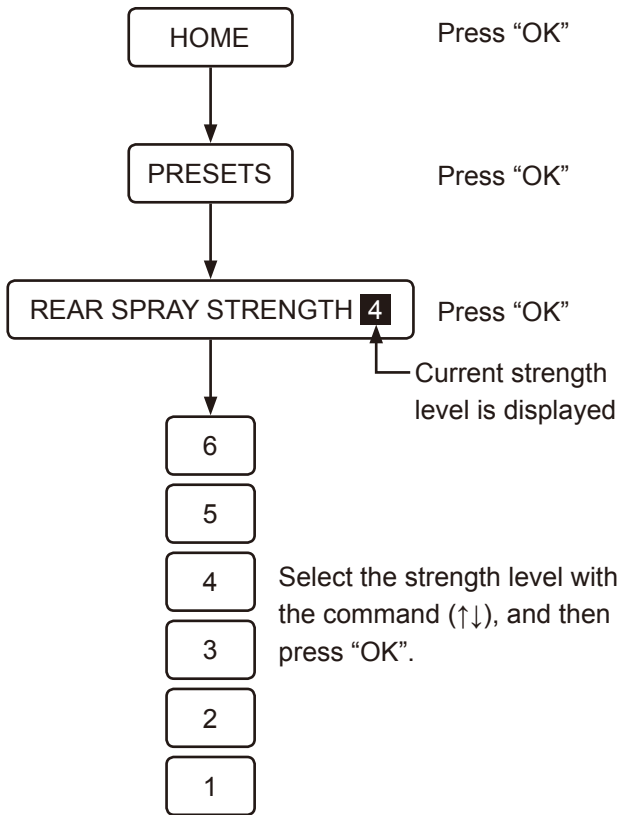 HOME
Press “OK”
PRESETS
Press “OK”
REAR SPRAY STRENGTH 4
Press “OK”
Current strength
level is displayed
6
5
4
Select the strength level with
the command (↑↓), and then
press “OK”.
3
2
1